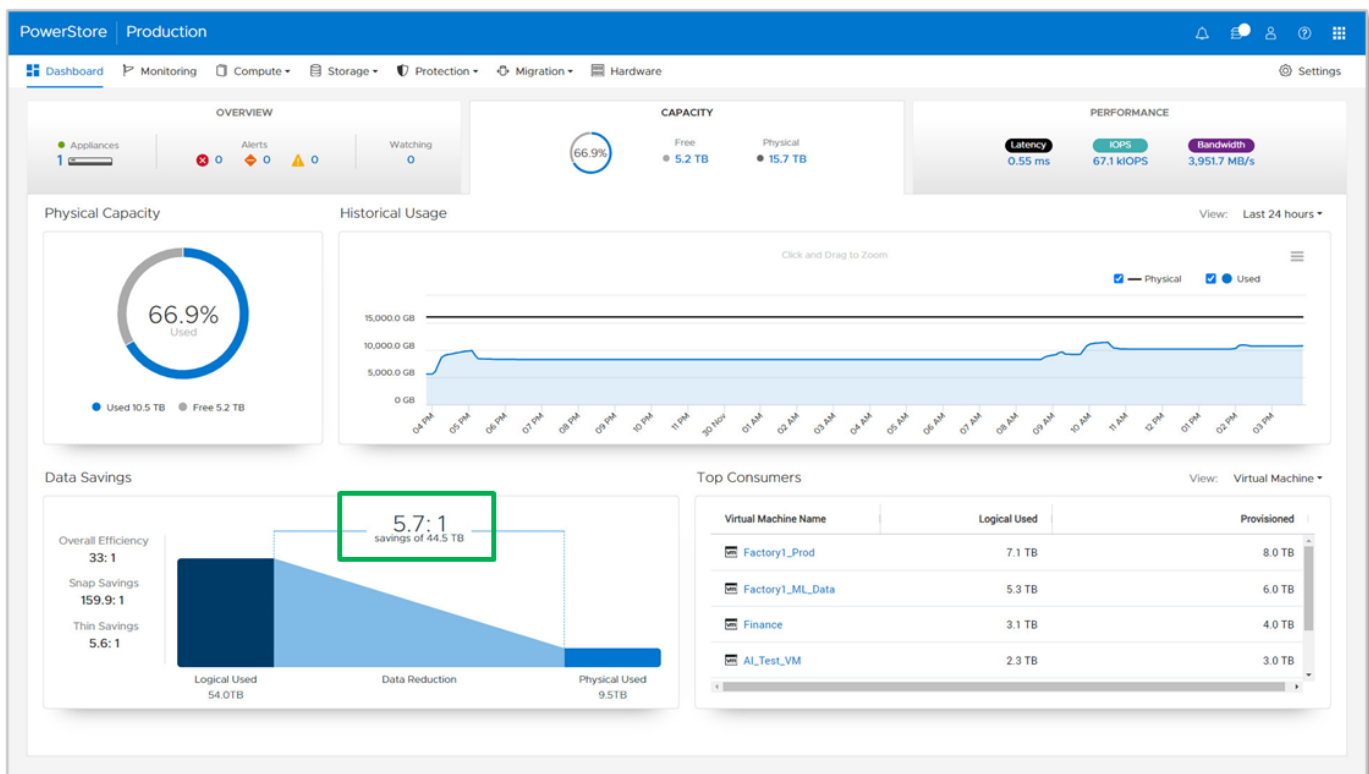 PowerStore Production
Dashboard Monitoring Compute Storage Protection Migration Hardware Settings
OVERVIEW
Appliances
1
Alerts
0 0 0
Watching
0
CAPACITY
66.9%
Free
5.2 TB
Physical
15.7 TB
PERFORMANCE
Latency
0.55 ms
IOPS
67.1 kIOPS
Bandwidth
3,951.7 MB/s
Physical Capacity
66.9%
Used
Used 10.5 TB Free 5.2 TB
Historical Usage
View: Last 24 hours
Click and Drag to Zoom
Physical Used
15,000.0 GB
10,000.0 GB
5,000.0 GB
0 GB
04 PM 05 PM 06 PM 07 PM 08 PM 09 PM 10 PM 11 PM 30 Nov 01 AM 02 AM 03 AM 04 AM 05 AM 06 AM 07 AM 08 AM 09 AM 10 AM 11 AM 12 PM 01 PM 02 PM 03 PM
Data Savings
5.7: 1
savings of 44.5 TB
Overall Efficiency
33: 1
Snap Savings
159.9: 1
Thin Savings
5.6: 1
Logical Used
54.0TB
Data Reduction
Physical Used
9.5TB
Top Consumers
View: Virtual Machine
Virtual Machine Name Logical Used Provisioned
vm Factory1_Prod 7.1 TB 8.0 TB
vm Factory1_ML_Data 5.3 TB 6.0 TB
vm Finance 3.1 TB 4.0 TB
vm AI_Test_VM 2.3 TB 3.0 TB